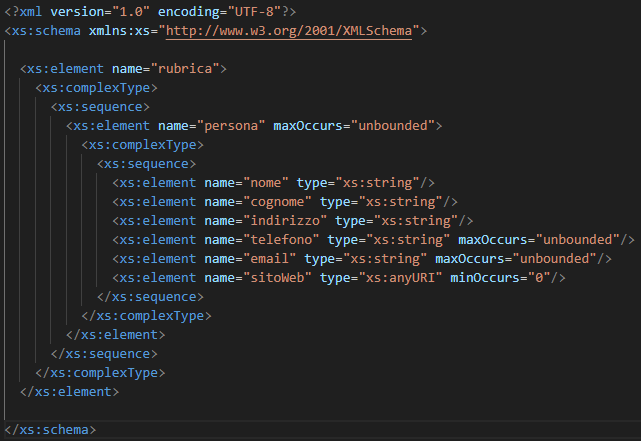 <?xml version="1.0" encoding="UTF-8"?>
<xs:schema xmlns:xs="http://www.w3.org/2001/XMLSchema">
<xs:element name="rubrica">
<xs:complexType>
<xs:sequence>
<xs:element name="persona" maxOccurs="unbounded">
<xs:complexType>
<xs:sequence>
<xs:element name="nome" type="xs:string"/>
<xs:element name="cognome" type="xs:string"/>
<xs:element name="indirizzo" type="xs:string"/>
<xs:element name="telefono" type="xs:string" maxOccurs="unbounded"/>
<xs:element name="email" type="xs:string" maxOccurs="unbounded"/>
<xs:element name="sitoWeb" type="xs:anyURI" minOccurs="0"/>
</xs:sequence>
</xs:complexType>
</xs:element>
</xs:sequence>
</xs:complexType>
</xs:element>
</xs:schema>